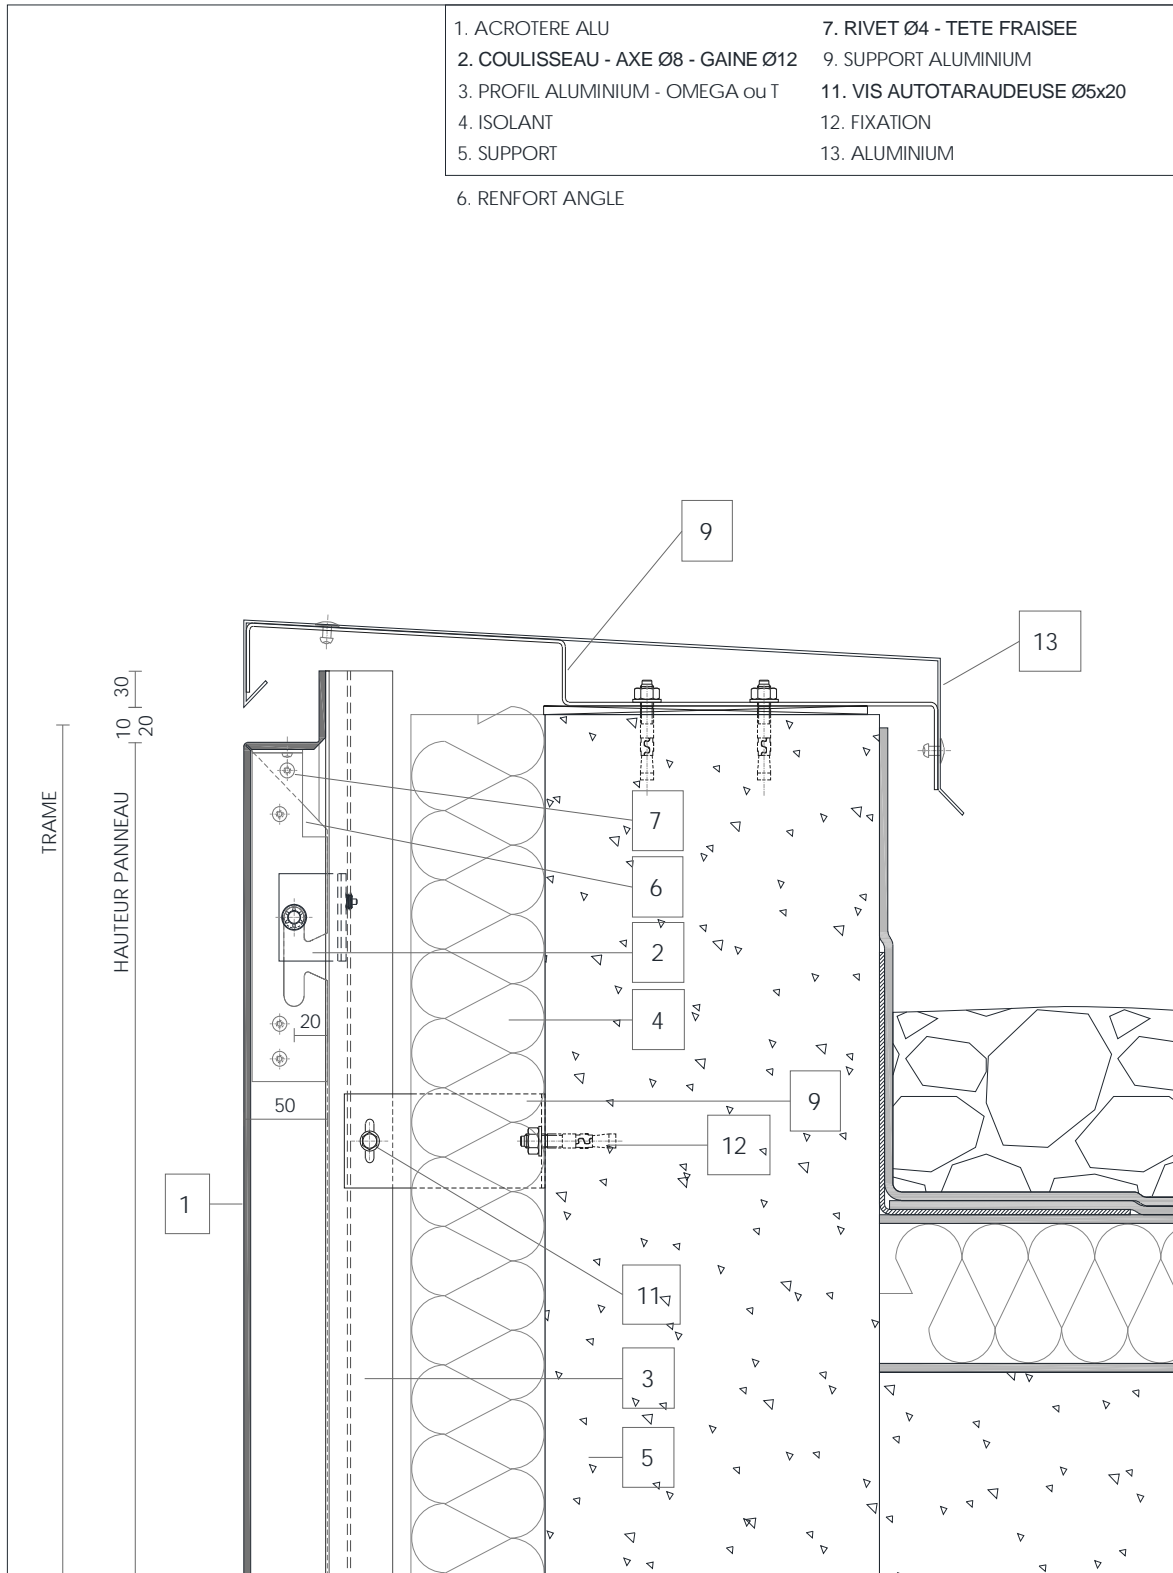 1. ACROTERE ALU
2. COULISSEAU - AXE Ø8 - GAINE Ø12
3. PROFIL ALUMINIUM - OMEGA ou T
4. ISOLANT
5. SUPPORT
6. RENFORT ANGLE
7. RIVET Ø4 - TETE FRAISEE
9. SUPPORT ALUMINIUM
11. VIS AUTOTARAUDEUSE Ø5x20
12. FIXATION
13. ALUMINIUM
9
13
30
10
20
TRAME
HAUTEUR PANNEAU
7
6
2
4
20
50
9
12
1
11
3
5